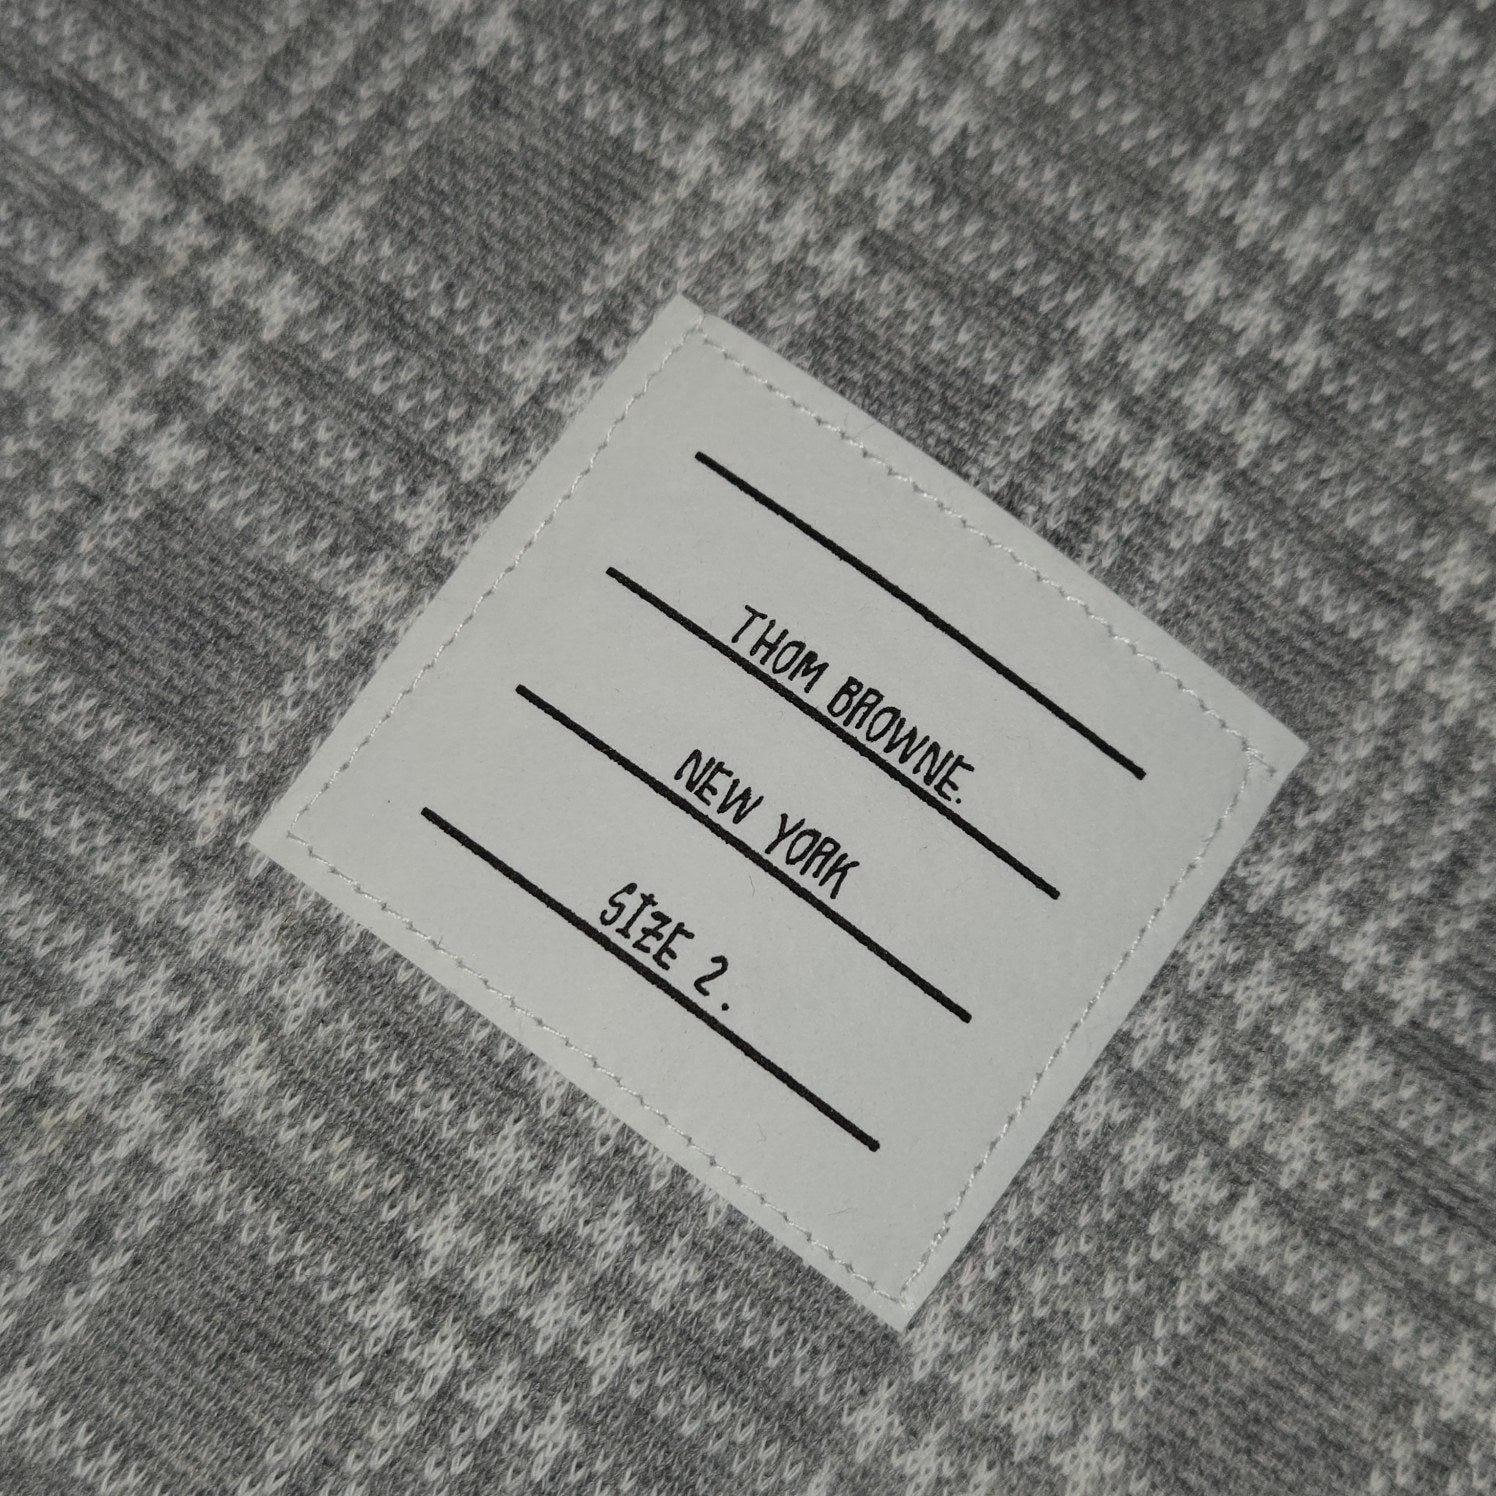 THOM BROWNE.
NEW YORK
SIZE 2.